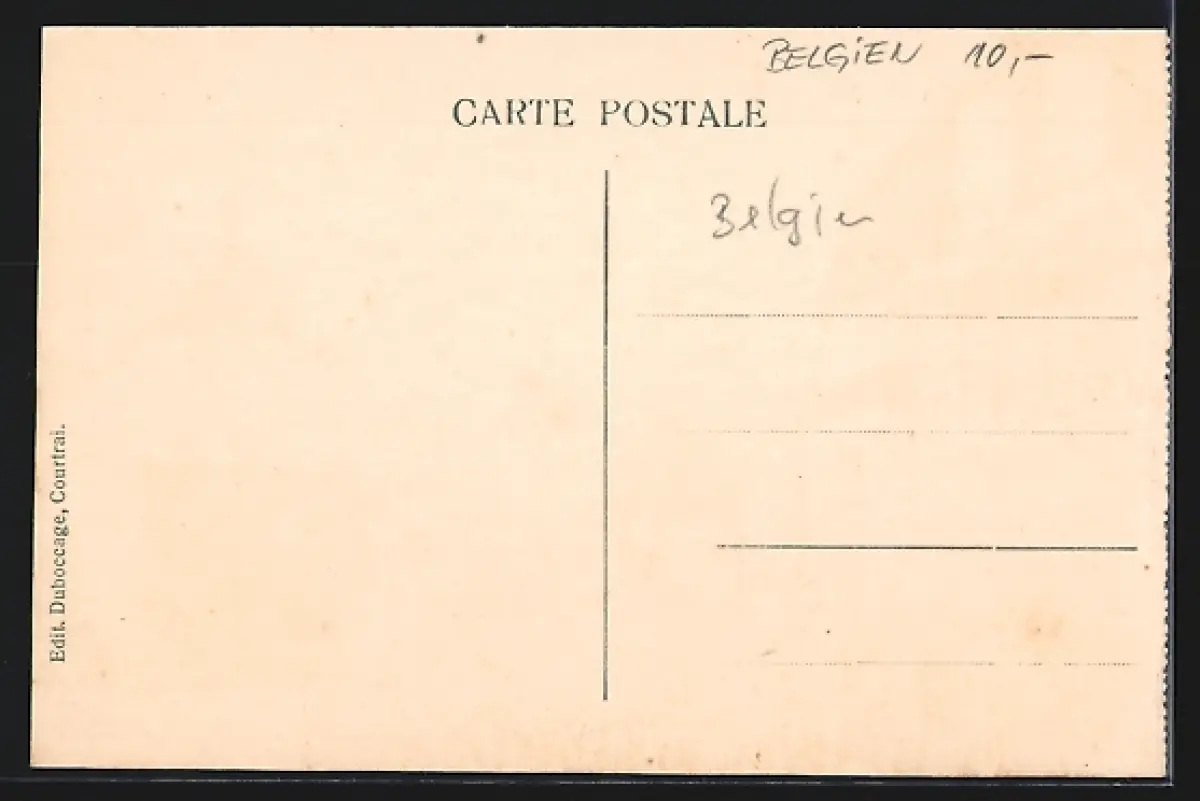 BELGIEN 10,-
CARTE POSTALE
Belgien
Edit. Duboccage, Courtrai.